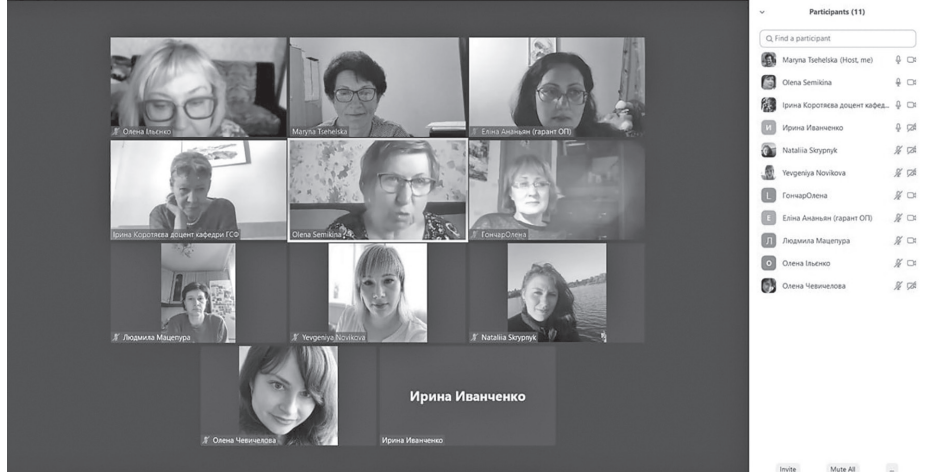 Participants (11)
Find a participant
Maryna Tsehelska (Host, me)
Olena Semikina
Ірина Коротяєва доцент кафед...
И
Ирина Иванченко
Nataliia Skrypnyk
Yevgeniya Novikova
L
ГончарОлена
E
Еліна Ананьян (гарант ОП)
Л
Людмила Мацепура
О
Олена Ільєнко
Олена Чевичелова
Invite
Mute All
...
Олена Ільєнко
Maryna Tsehelska
Еліна Ананьян (гарант ОП)
Ірина Коротяєва доцент кафедри ГСФ
Olena Semikina
ГончарОлена
Людмила Мацепура
Yevgeniya Novikova
Nataliia Skrypnyk
Олена Чевичелова
Ирина Иванченко
Ирина Иванченко